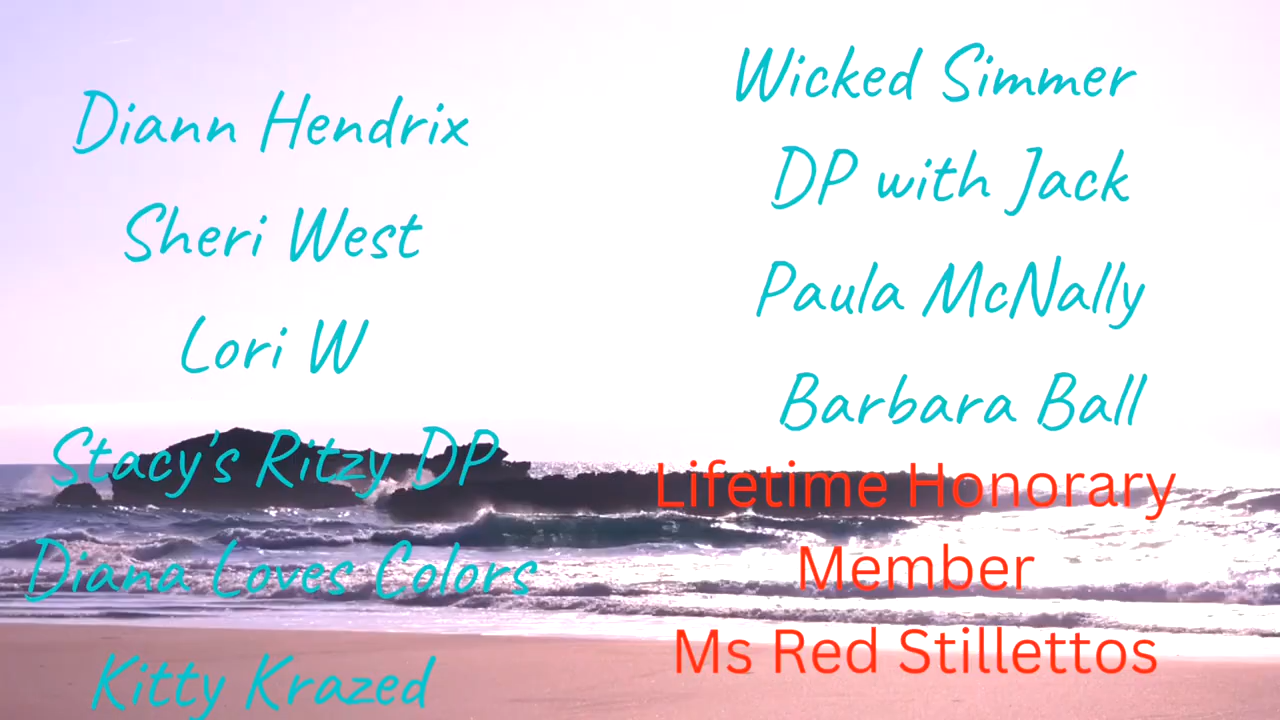 Diann Hendrix
Sheri West
Lori W
Stacy's Ritzy DP
Diana Loves Colors
Kitty Krazed
Wicked Simmer
DP with Jack
Paula McNally
Barbara Ball
Lifetime Honorary
Member
Ms Red Stillettos